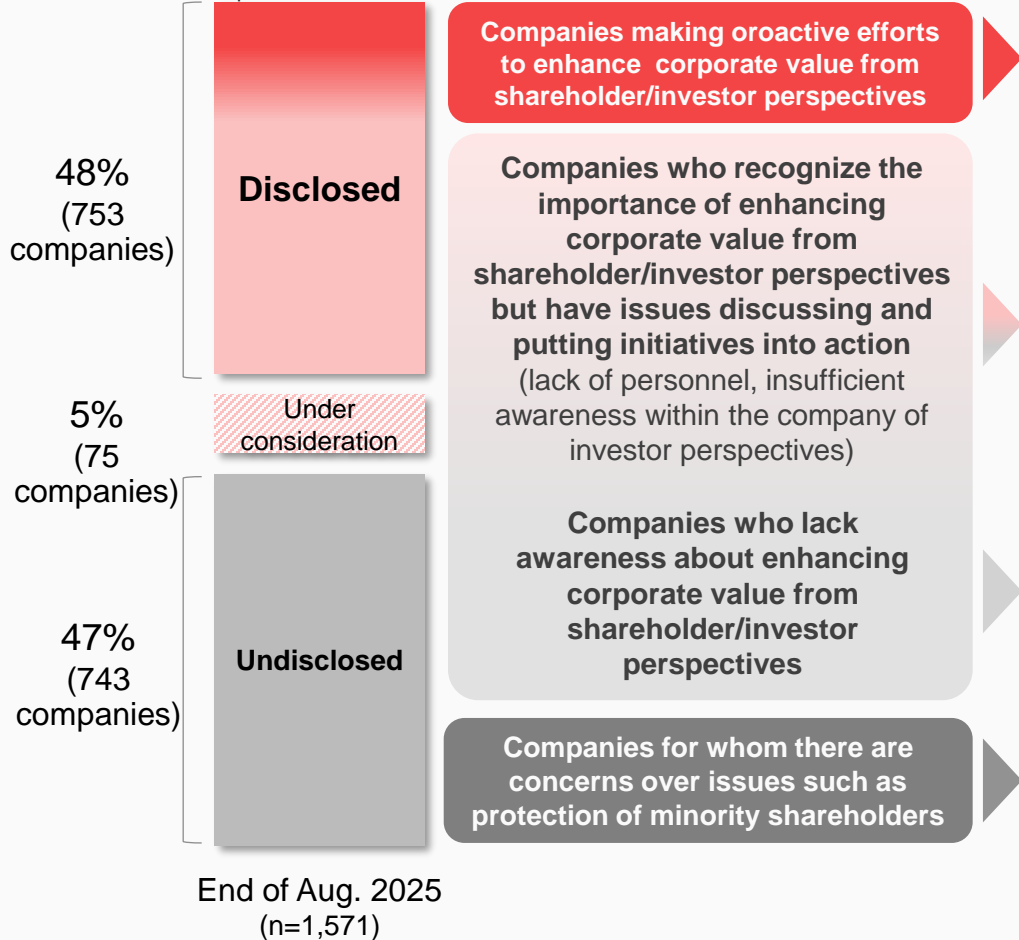 48%
(753
companies)
5%
(75
companies)
47%
(743
companies)
Disclosed
Under
consideration
Undisclosed
End of Aug. 2025
(n=1,571)
Companies making oroactive efforts
to enhance corporate value from
shareholder/investor perspectives
Companies who recognize the
importance of enhancing
corporate value from
shareholder/investor perspectives
but have issues discussing and
putting initiatives into action
(lack of personnel, insufficient
awareness within the company of
investor perspectives)
Companies who lack
awareness about enhancing
corporate value from
shareholder/investor
perspectives
Companies for whom there are
concerns over issues such as
protection of minority shareholders